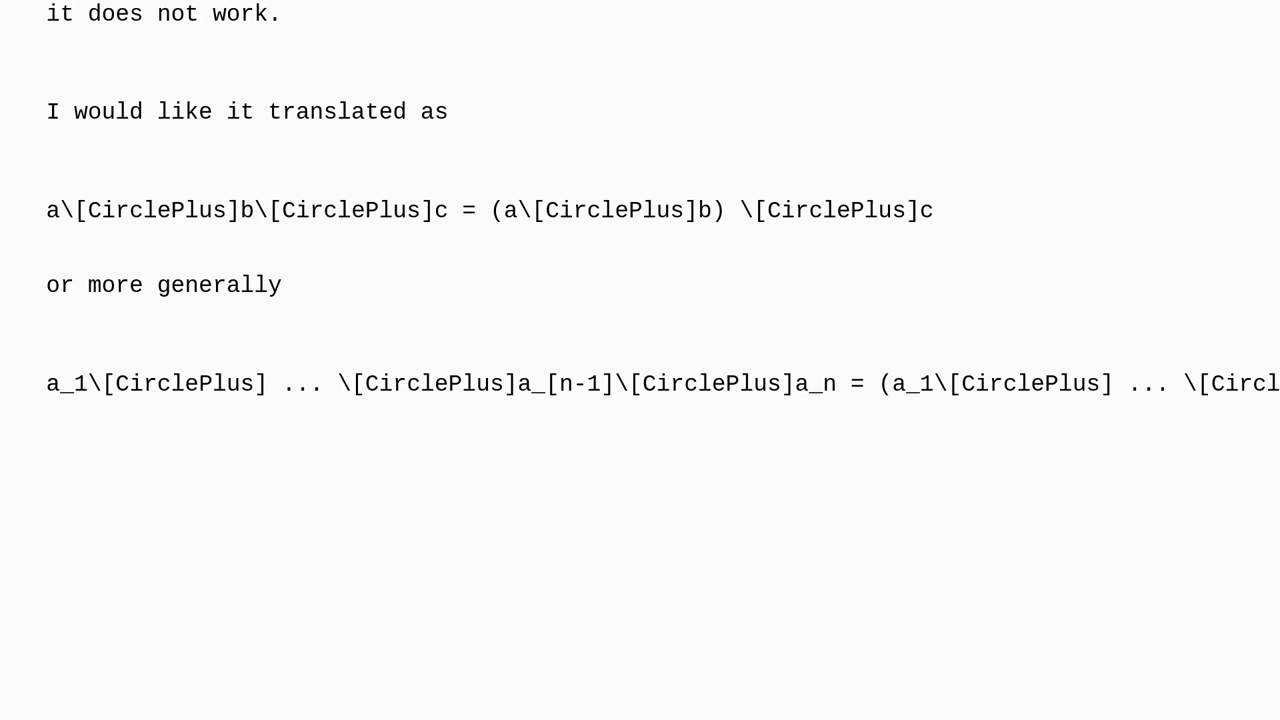 it does not work.
I would like it translated as
a\[CirclePlus]b\[CirclePlus]c = (a\[CirclePlus]b) \[CirclePlus]c
or more generally
a_1\[CirclePlus] ... \[CirclePlus]a_[n-1]\[CirclePlus]a_n = (a_1\[CirclePlus] ... \[Circl